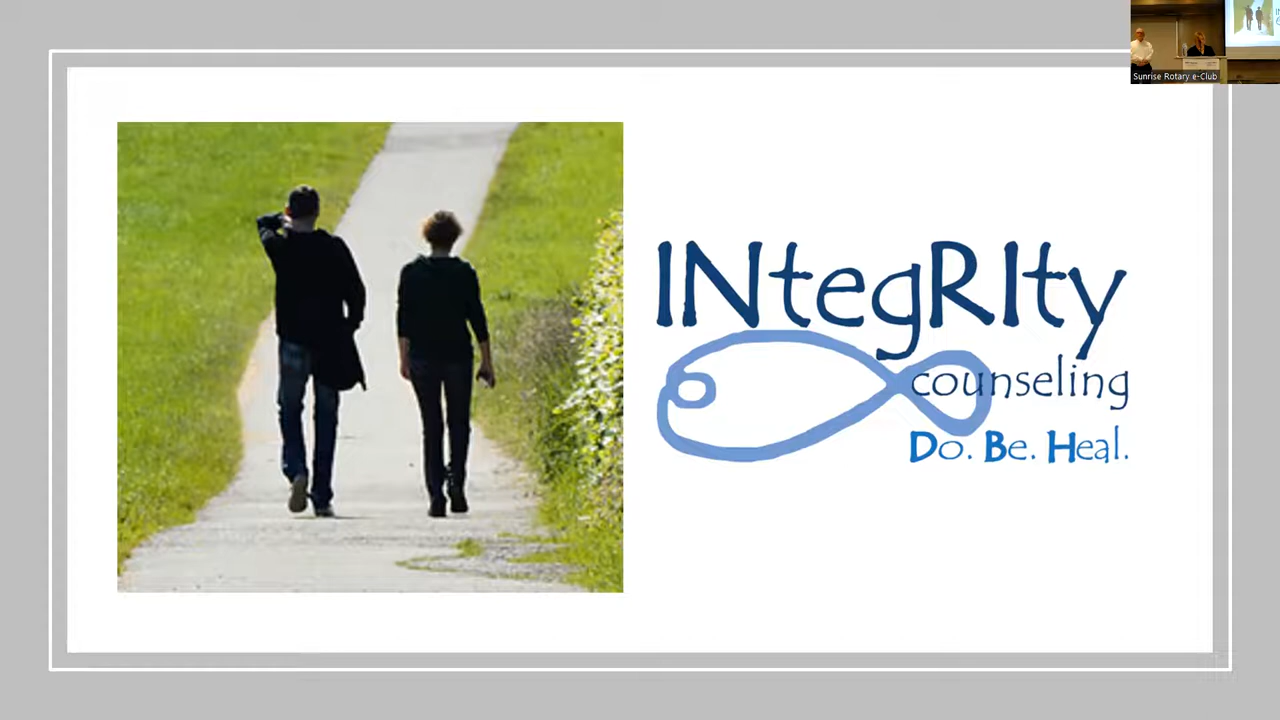 Sunrise Rotary e-Club
INtegRIty
counseling
Do. Be. Heal.